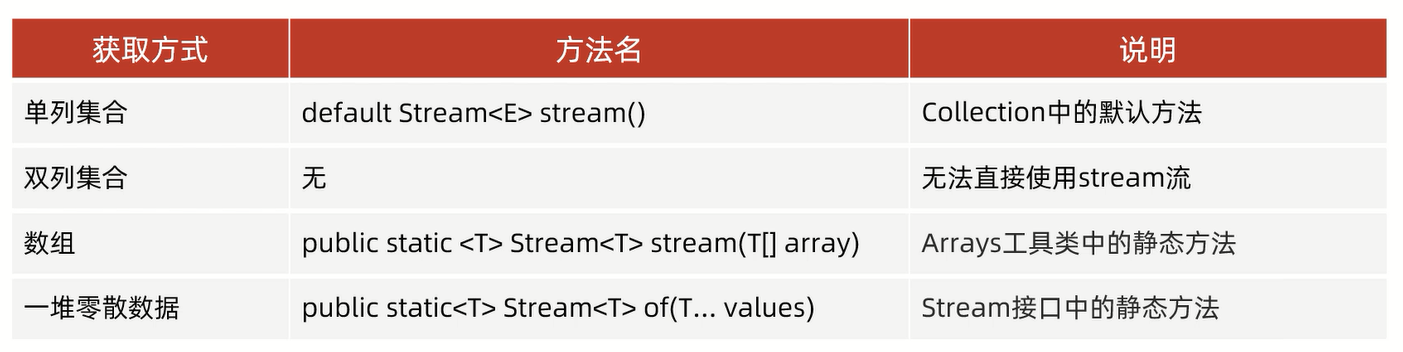 获取方式 方法名 说明
单列集合 default Stream<E> stream() Collection中的默认方法
双列集合 无 无法直接使用stream流
数组 public static <T> Stream<T> stream(T[] array) Arrays工具类中的静态方法
一堆零散数据 public static<T> Stream<T> of(T... values) Stream接口中的静态方法